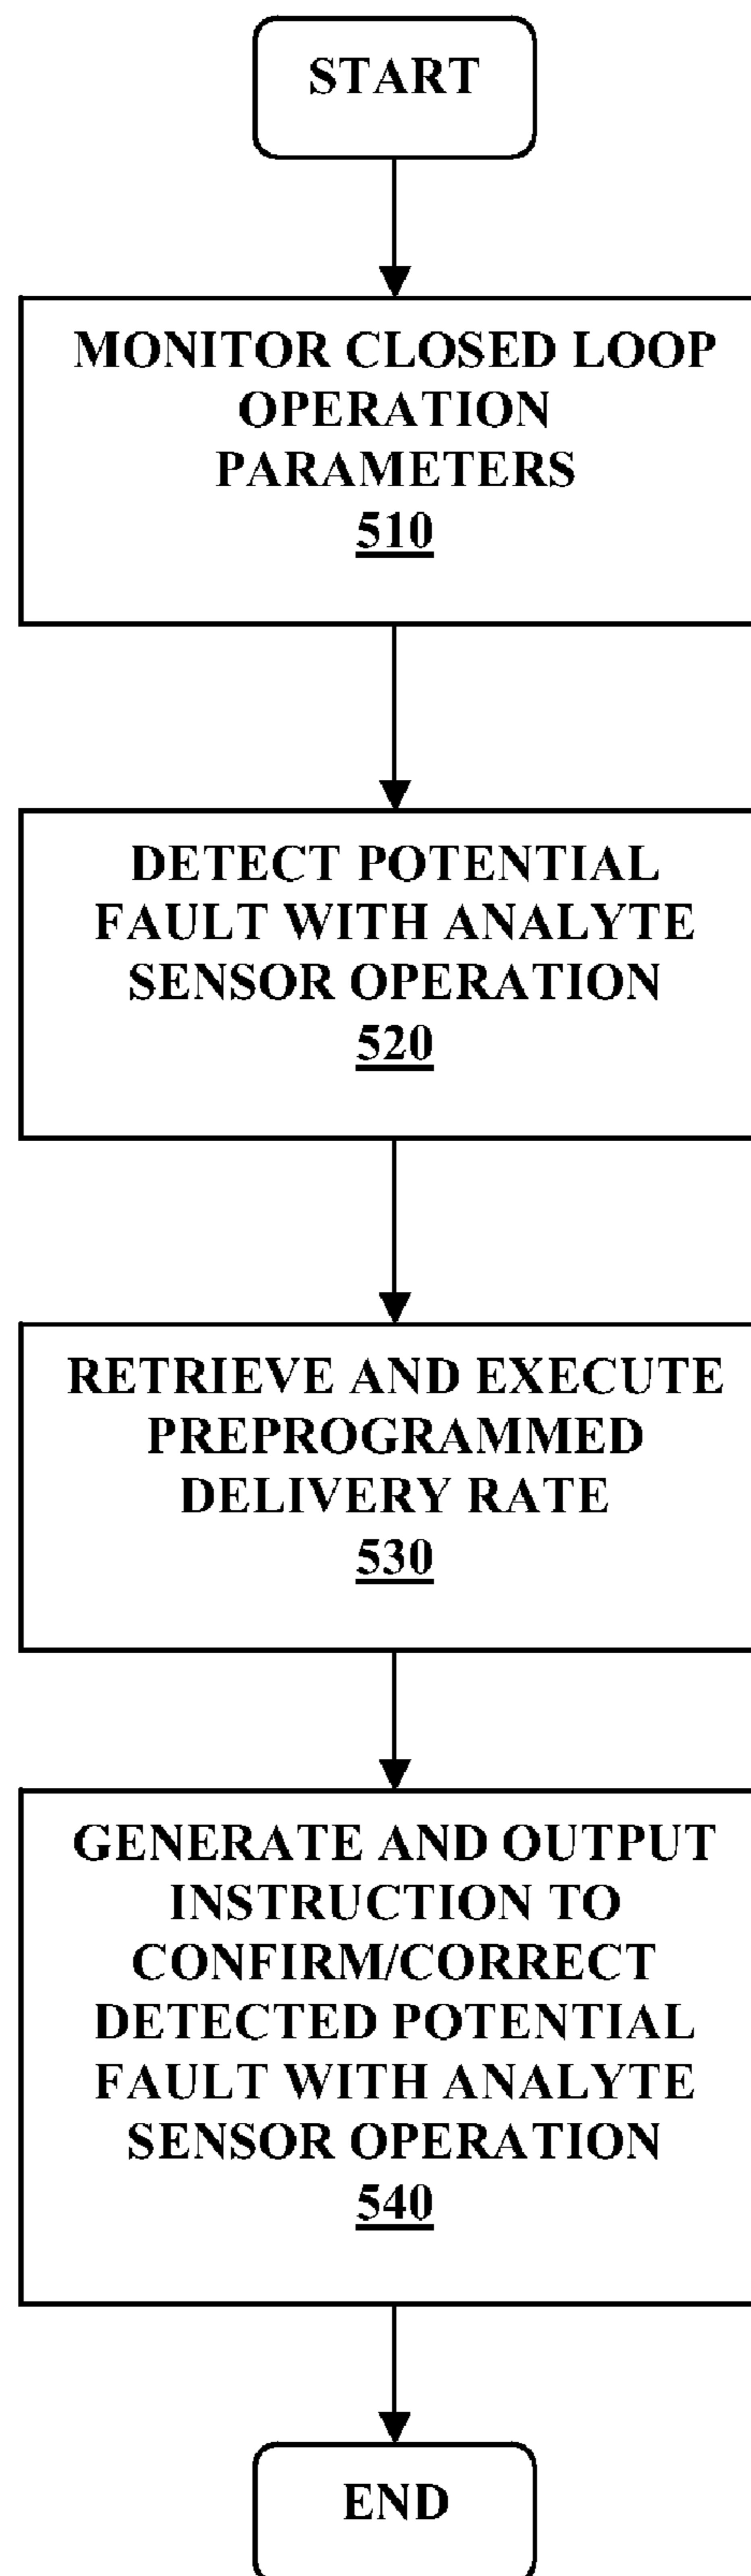 START
MONITOR CLOSED LOOP
OPERATION
PARAMETERS
510
DETECT POTENTIAL
FAULT WITH ANALYTE
SENSOR OPERATION
520
RETRIEVE AND EXECUTE
PREPROGRAMMED
DELIVERY RATE
530
GENERATE AND OUTPUT
INSTRUCTION TO
CONFIRM/CORRECT
DETECTED POTENTIAL
FAULT WITH ANALYTE
SENSOR OPERATION
540
END